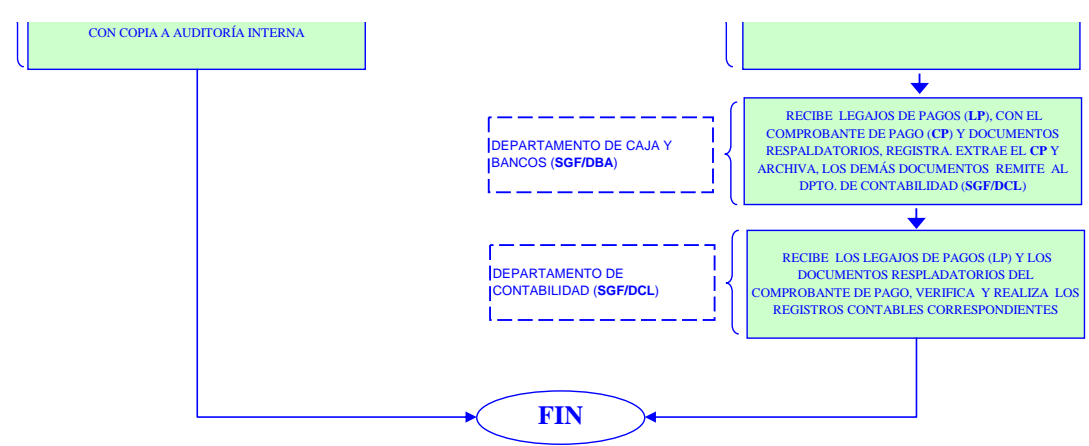 CON COPIA A AUDITORÍA INTERNA
DEPARTAMENTO DE CAJA Y
BANCOS (SGF/DBA)
RECIBE LEGAJOS DE PAGOS (LP), CON EL
COMPROBANTE DE PAGO (CP) Y DOCUMENTOS
RESPALDATORIOS, REGISTRA. EXTRAE EL CP Y
ARCHIVA, LOS DEMÁS DOCUMENTOS REMITE AL
DPTO. DE CONTABILIDAD (SGF/DCL)
DEPARTAMENTO DE
CONTABILIDAD (SGF/DCL)
RECIBE LOS LEGAJOS DE PAGOS (LP) Y LOS
DOCUMENTOS RESPLADATORIOS DEL
COMPROBANTE DE PAGO, VERIFICA Y REALIZA LOS
REGISTROS CONTABLES CORRESPONDIENTES
FIN